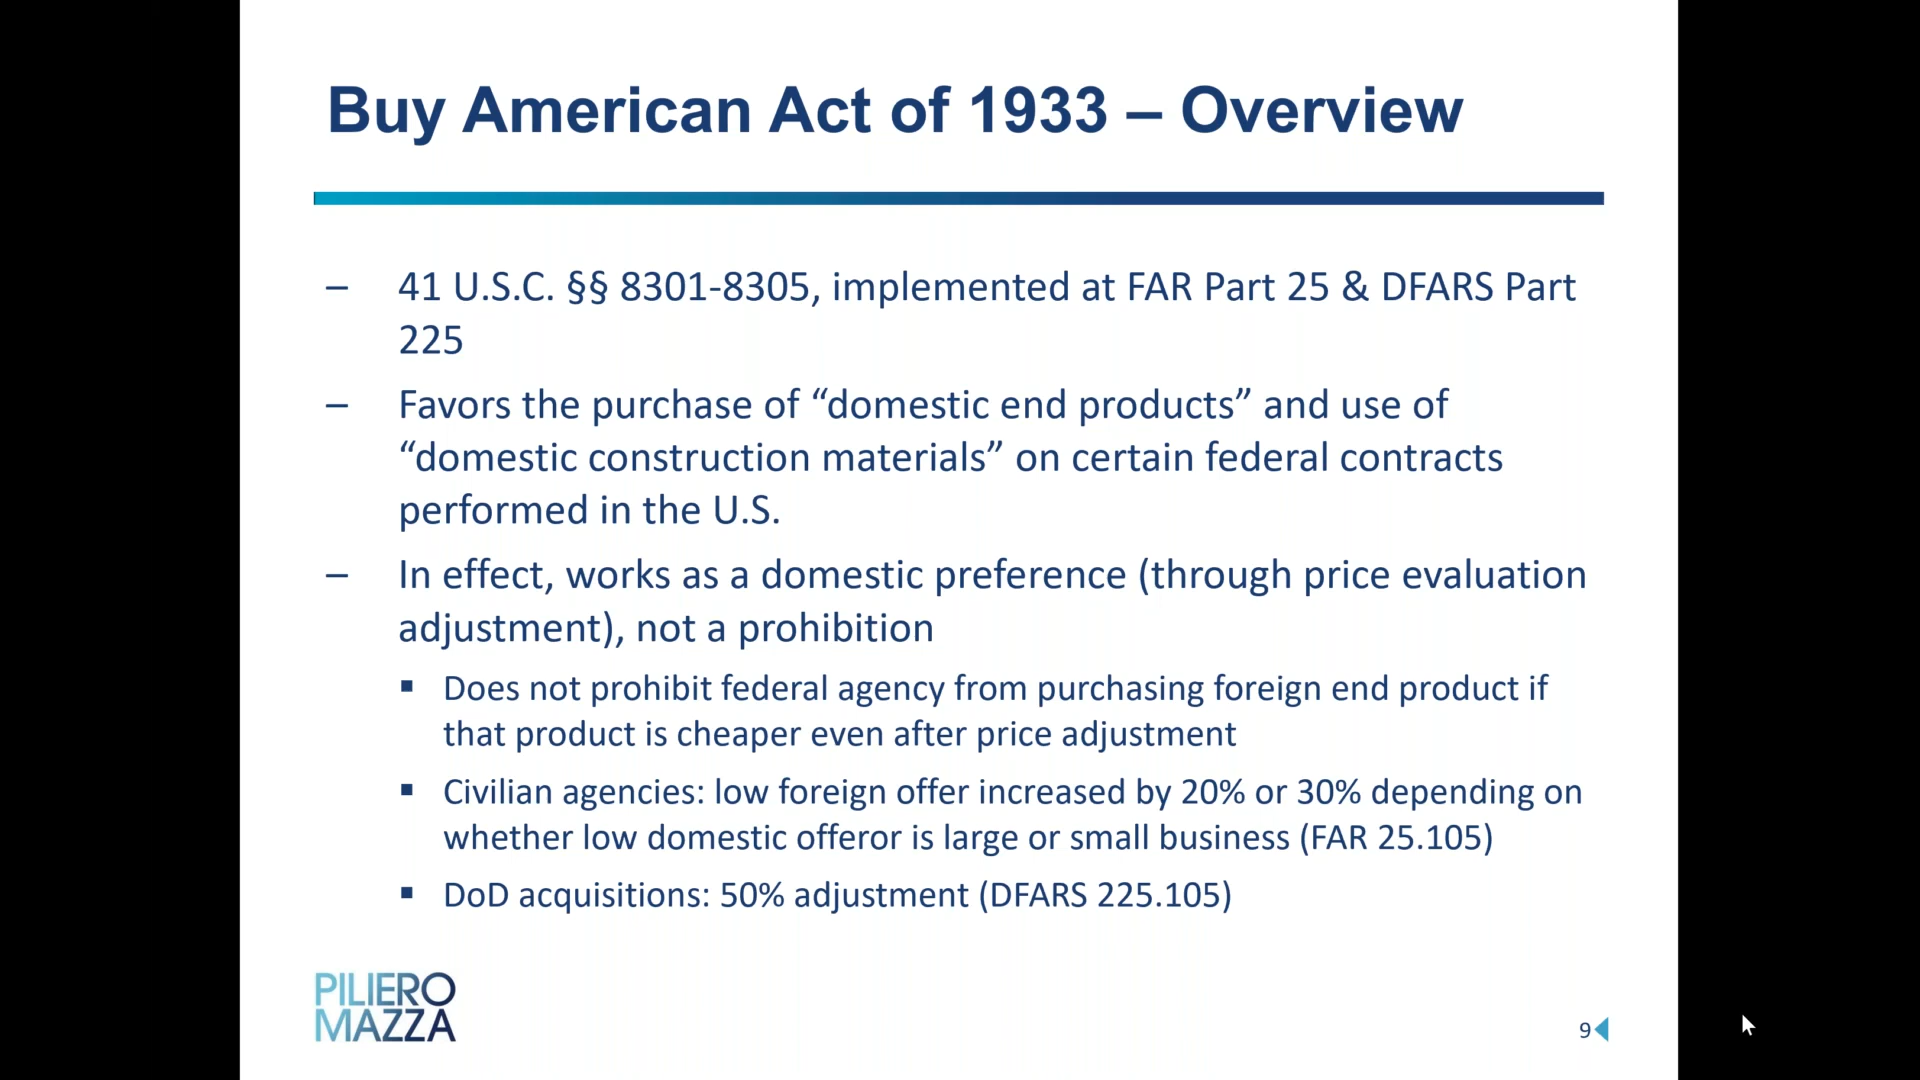 Buy American Act of 1933 – Overview
– 41 U.S.C. §§ 8301-8305, implemented at FAR Part 25 & DFARS Part
225
– Favors the purchase of “domestic end products” and use of
“domestic construction materials” on certain federal contracts
performed in the U.S.
– In effect, works as a domestic preference (through price evaluation
adjustment), not a prohibition
▪ Does not prohibit federal agency from purchasing foreign end product if
that product is cheaper even after price adjustment
▪ Civilian agencies: low foreign offer increased by 20% or 30% depending on
whether low domestic offeror is large or small business (FAR 25.105)
▪ DoD acquisitions: 50% adjustment (DFARS 225.105)
PILIERO
MAZZA
9